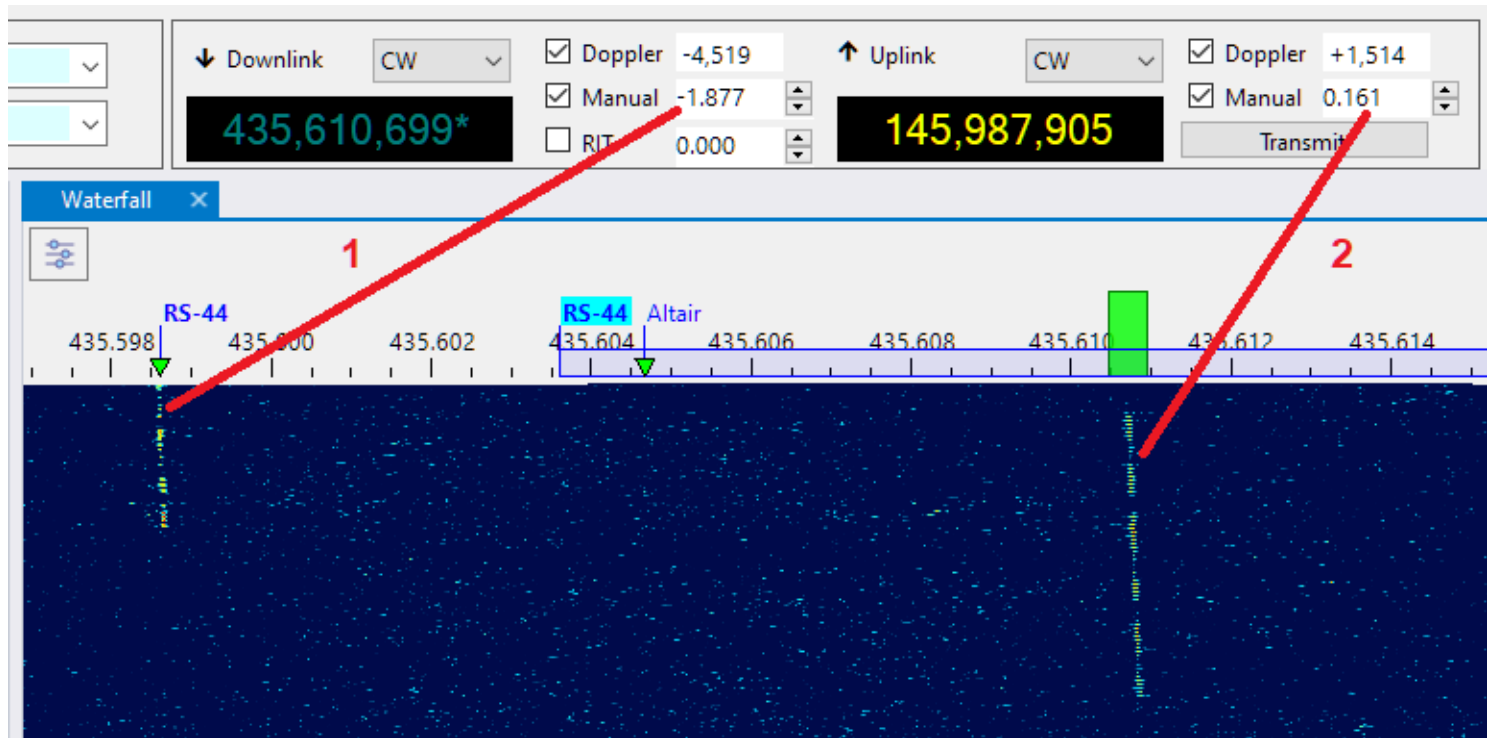 Downlink CW Doppler -4,519 Uplink CW Doppler +1,514
Manual -1.877 Manual 0.161
435,610,699* 145,987,905
RIT 0.000 Transmit
Waterfall ×
1 2
RS-44 RS-44 Altair
435.598 435.600 435.602 435.604 435.606 435.608 435.610 435.612 435.614